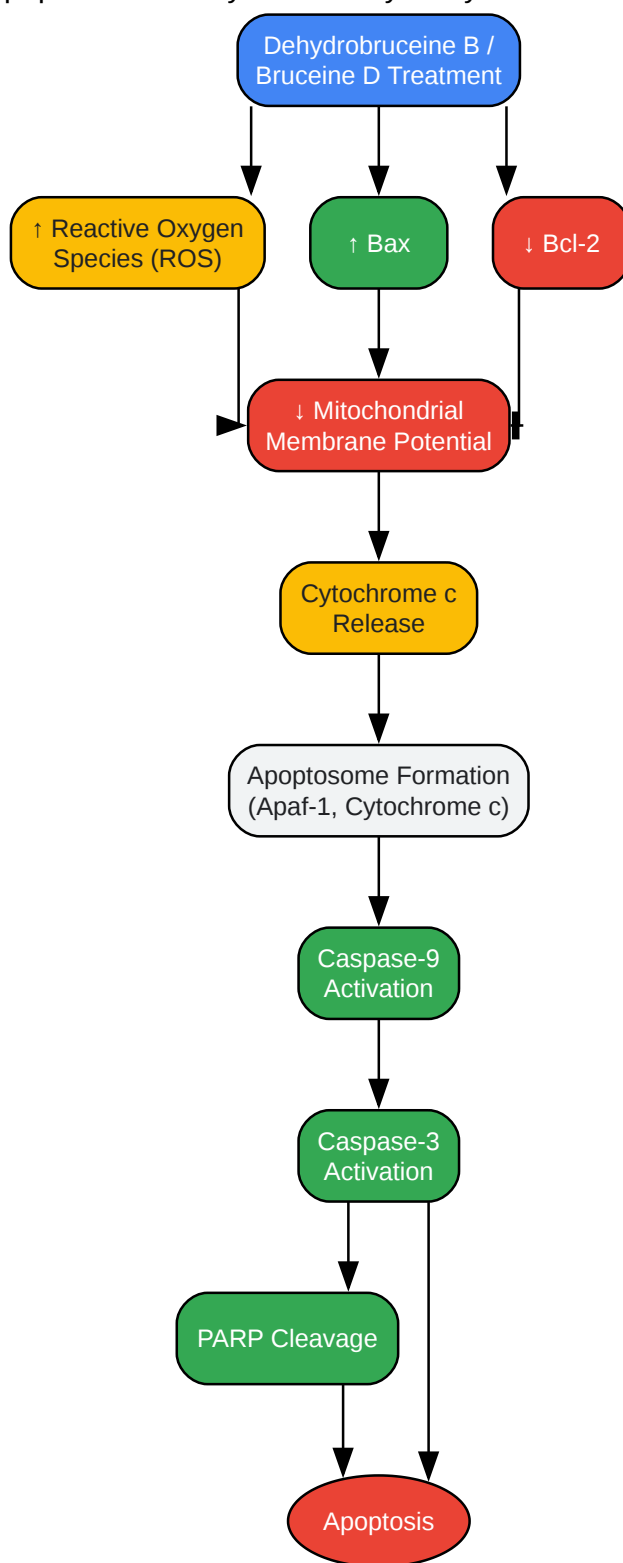 Dehydrobruceine B /
Bruceine D Treatment
↑ Reactive Oxygen
Species (ROS)
↑ Bax
↓ Bcl-2
↓ Mitochondrial
Membrane Potential
Cytochrome c
Release
Apoptosome Formation
(Apaf-1, Cytochrome c)
Caspase-9
Activation
Caspase-3
Activation
PARP Cleavage
Apoptosis